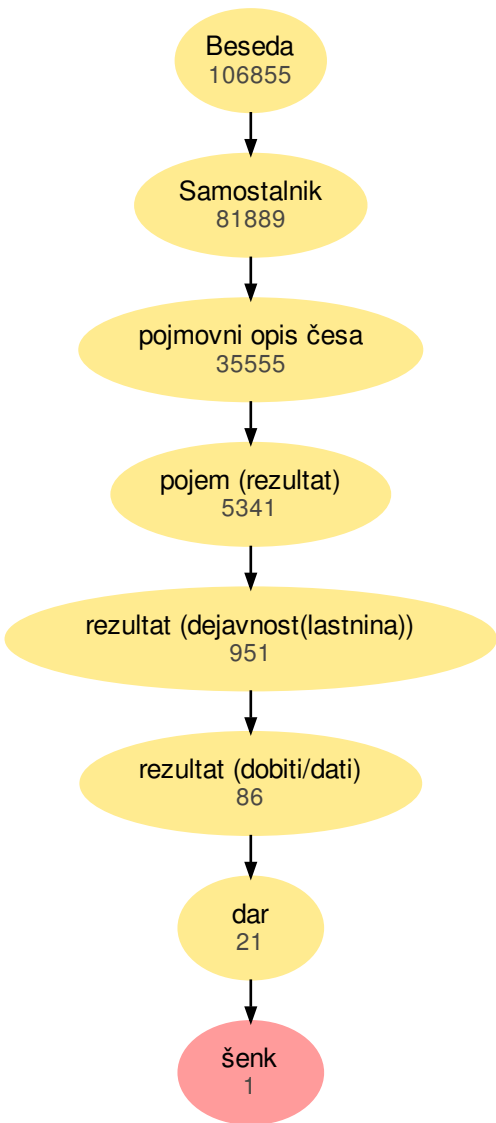 Beseda
106855
Samostalnik
81889
pojmovni opis česa
35555
pojem (rezultat)
5341
rezultat (dejavnost(lastnina))
951
rezultat (dobiti/dati)
86
dar
21
šenk
1